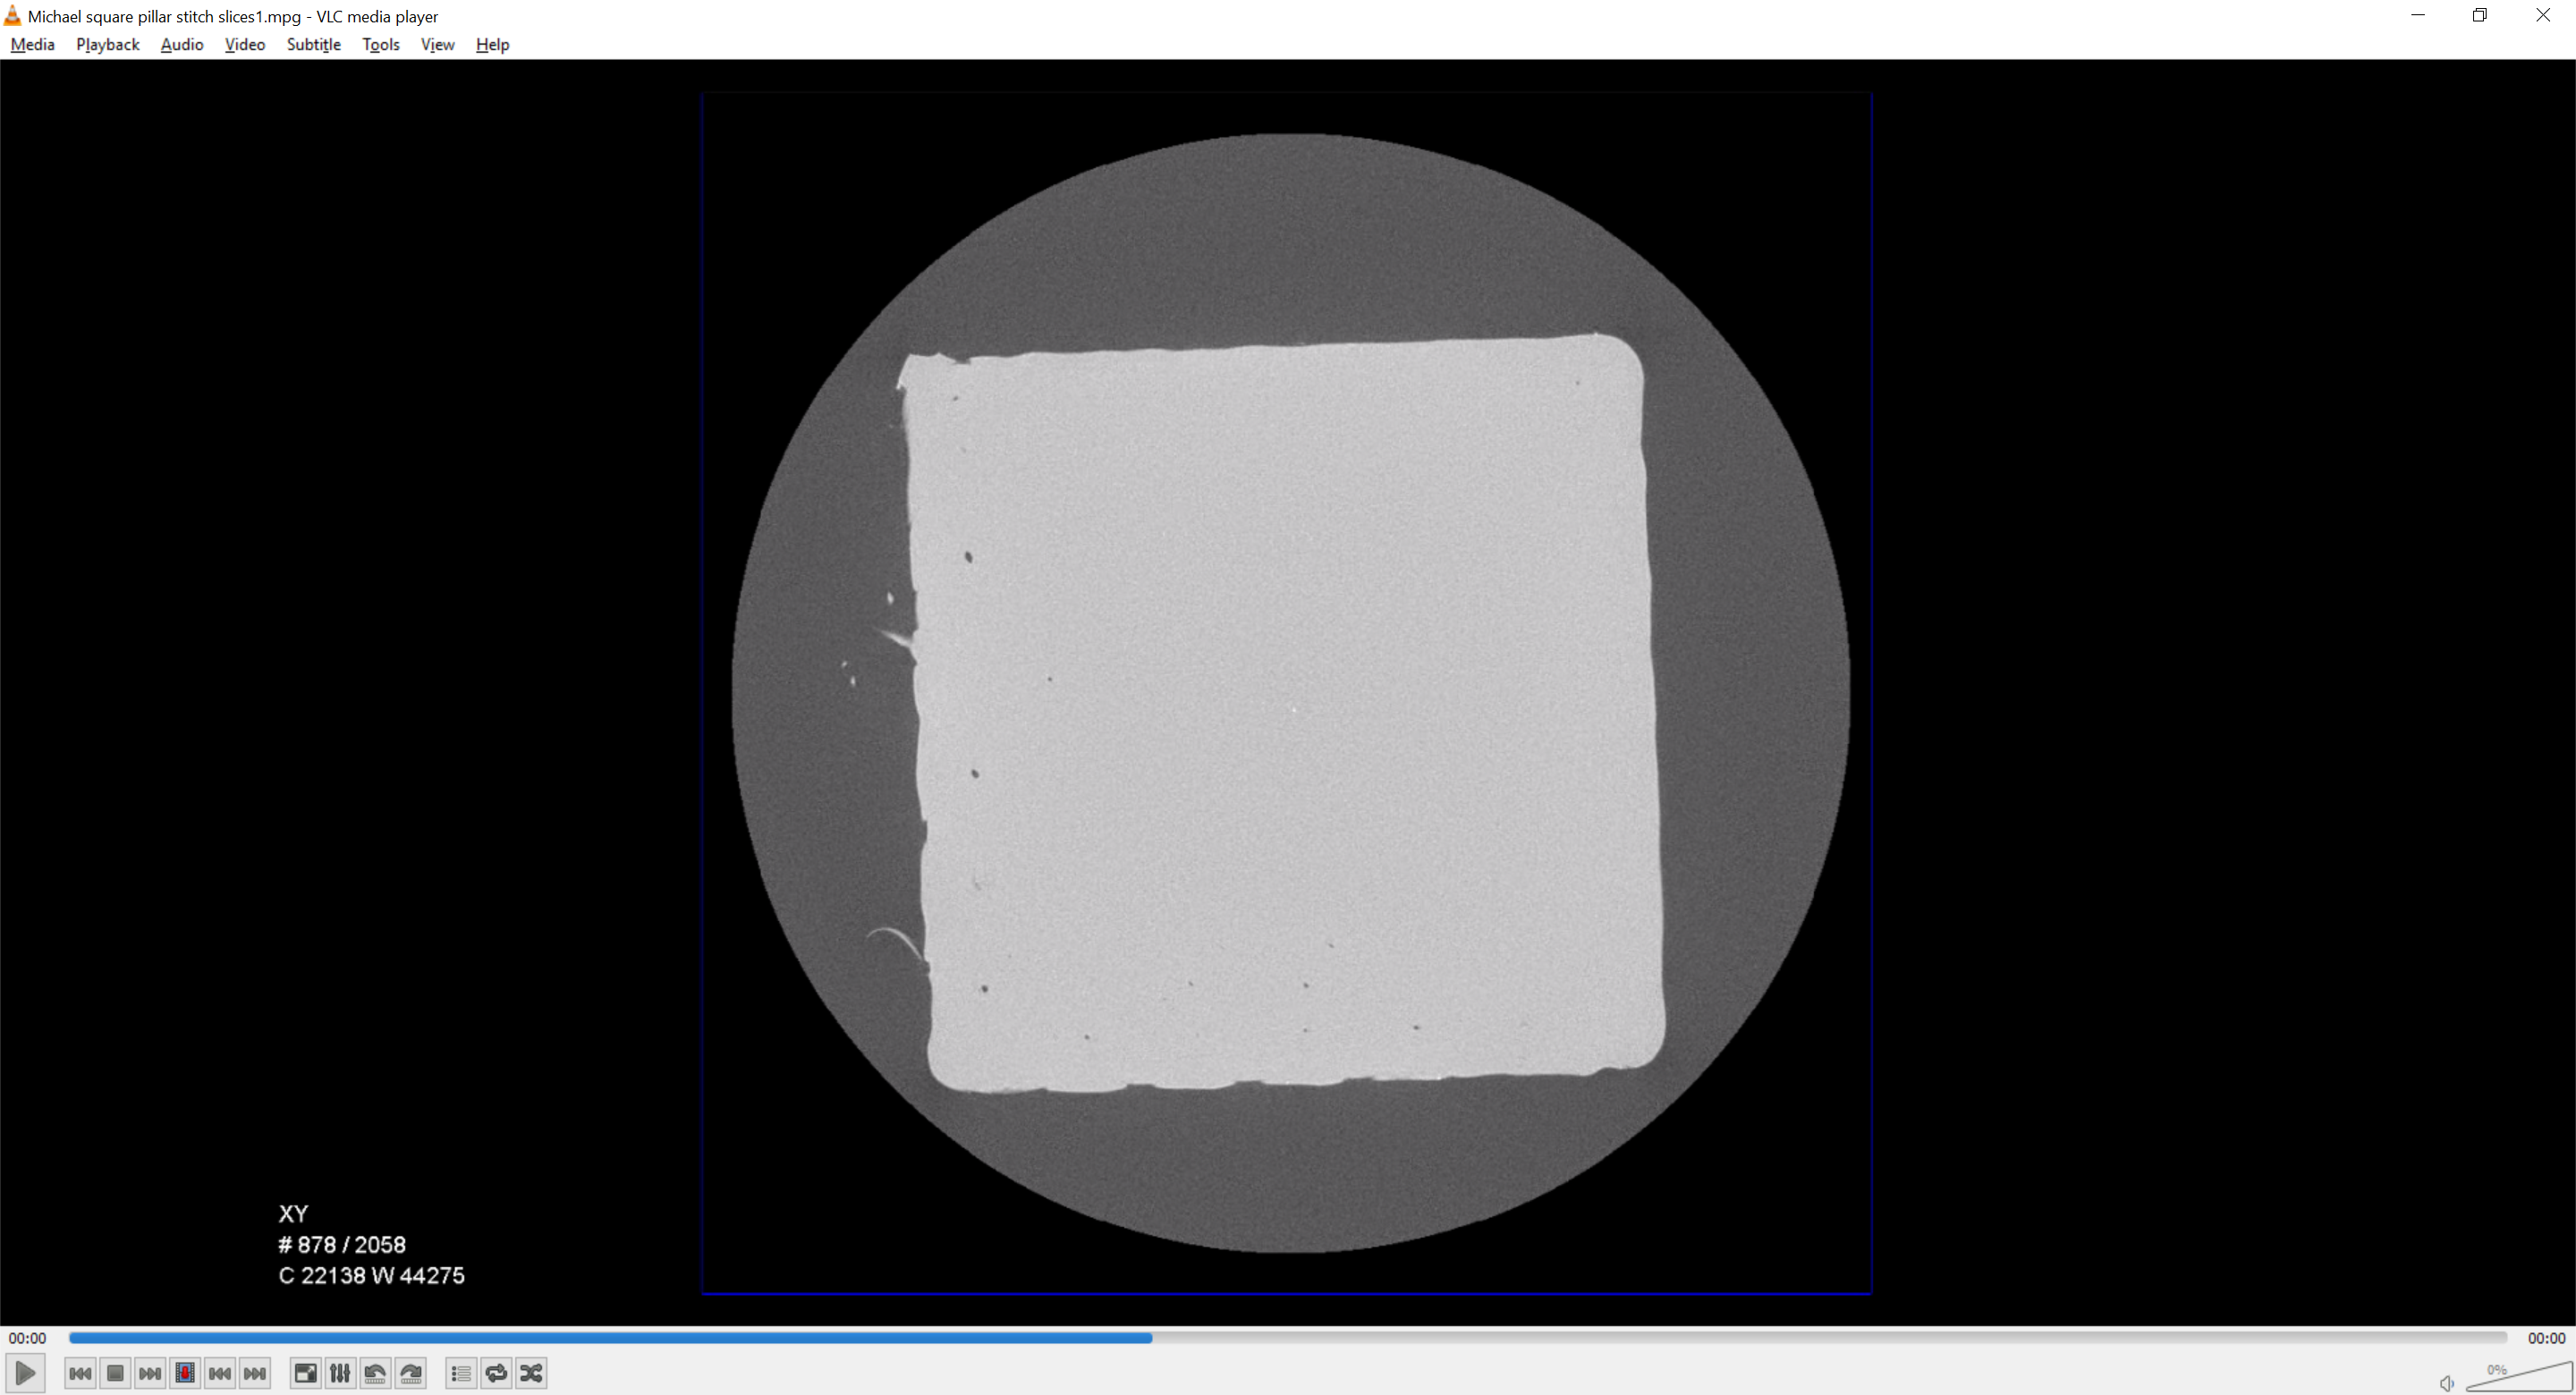 Michael square pillar stitch slices1.mpg - VLC media player
Media Playback Audio Video Subtitle Tools View Help
XY
# 878 / 2058
C 22138 W 44275
00:00 00:00
0%